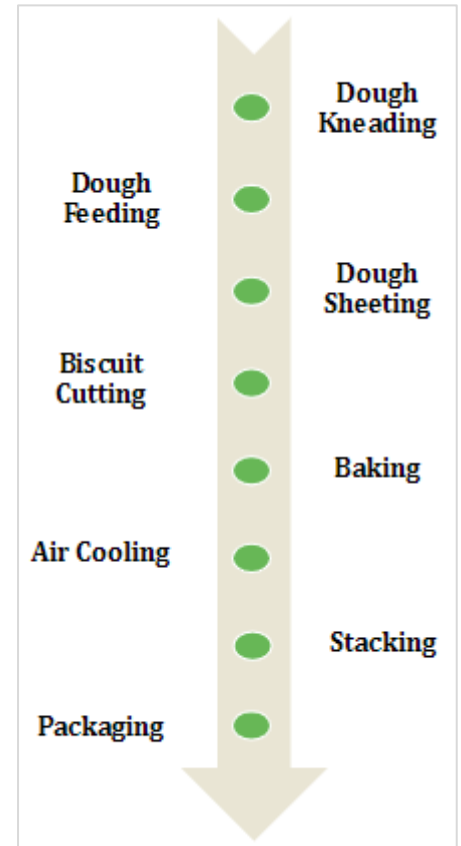 Dough
Kneading
Dough
Feeding
Dough
Sheeting
Biscuit
Cutting
Baking
Air Cooling
Stacking
Packaging